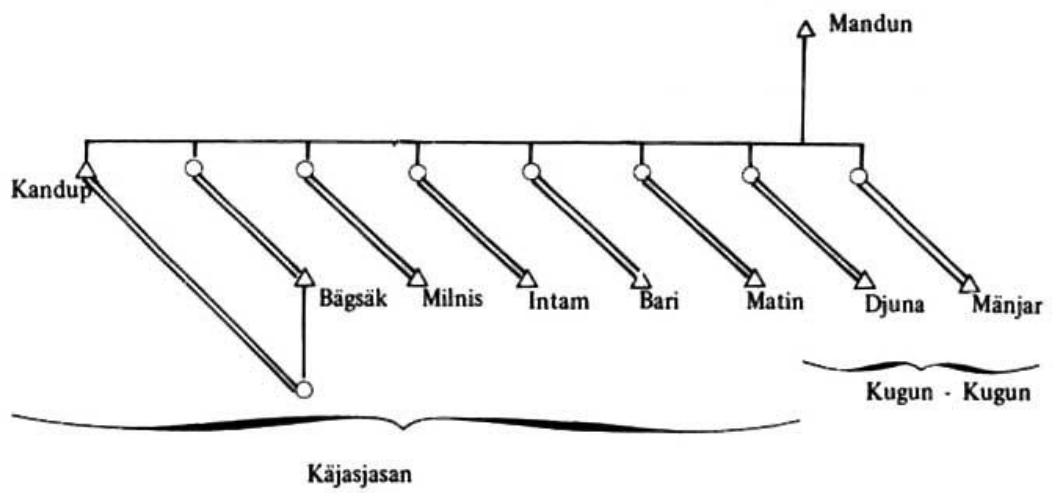 Mandun
Kandup
Bägsäk Milnis Intam Bari Matin Djuna Mänjar
Kugun - Kugun
Käjasjasan